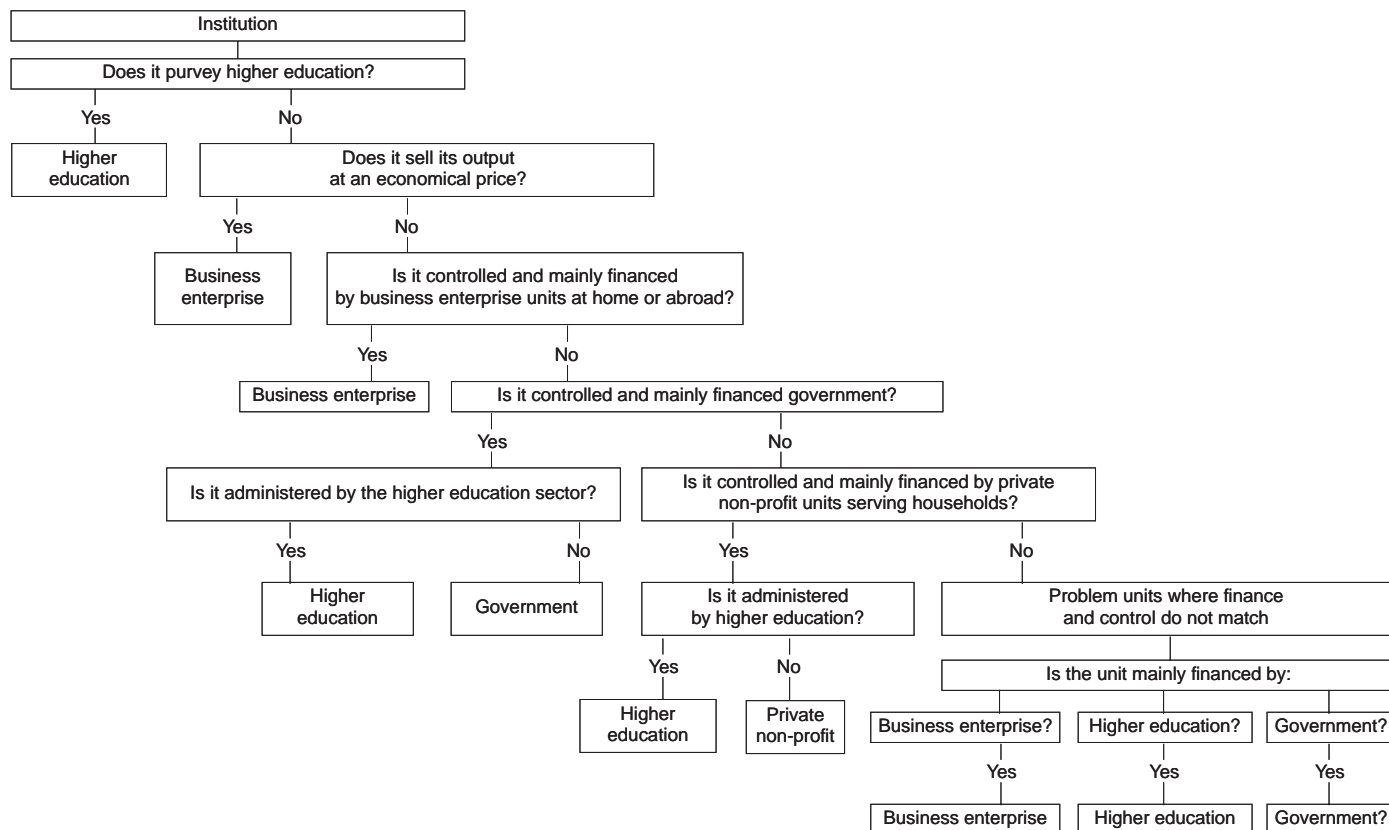 Institution
Does it purvey higher education?
Yes
No
Higher
education
Does it sell its output
at an economical price?
Yes
No
Business
enterprise
Is it controlled and mainly financed
by business enterprise units at home or abroad?
Yes
No
Business enterprise
Is it controlled and mainly financed government?
Yes
No
Is it administered by the higher education sector?
Is it controlled and mainly financed by private
non-profit units serving households?
Yes
No
Yes
No
Higher
education
Government
Is it administered
by higher education?
Problem units where finance
and control do not match
Yes
No
Is the unit mainly financed by:
Higher
education
Private
non-profit
Business enterprise?
Higher education?
Government?
Yes
Yes
Yes
Business enterprise
Higher education
Government?